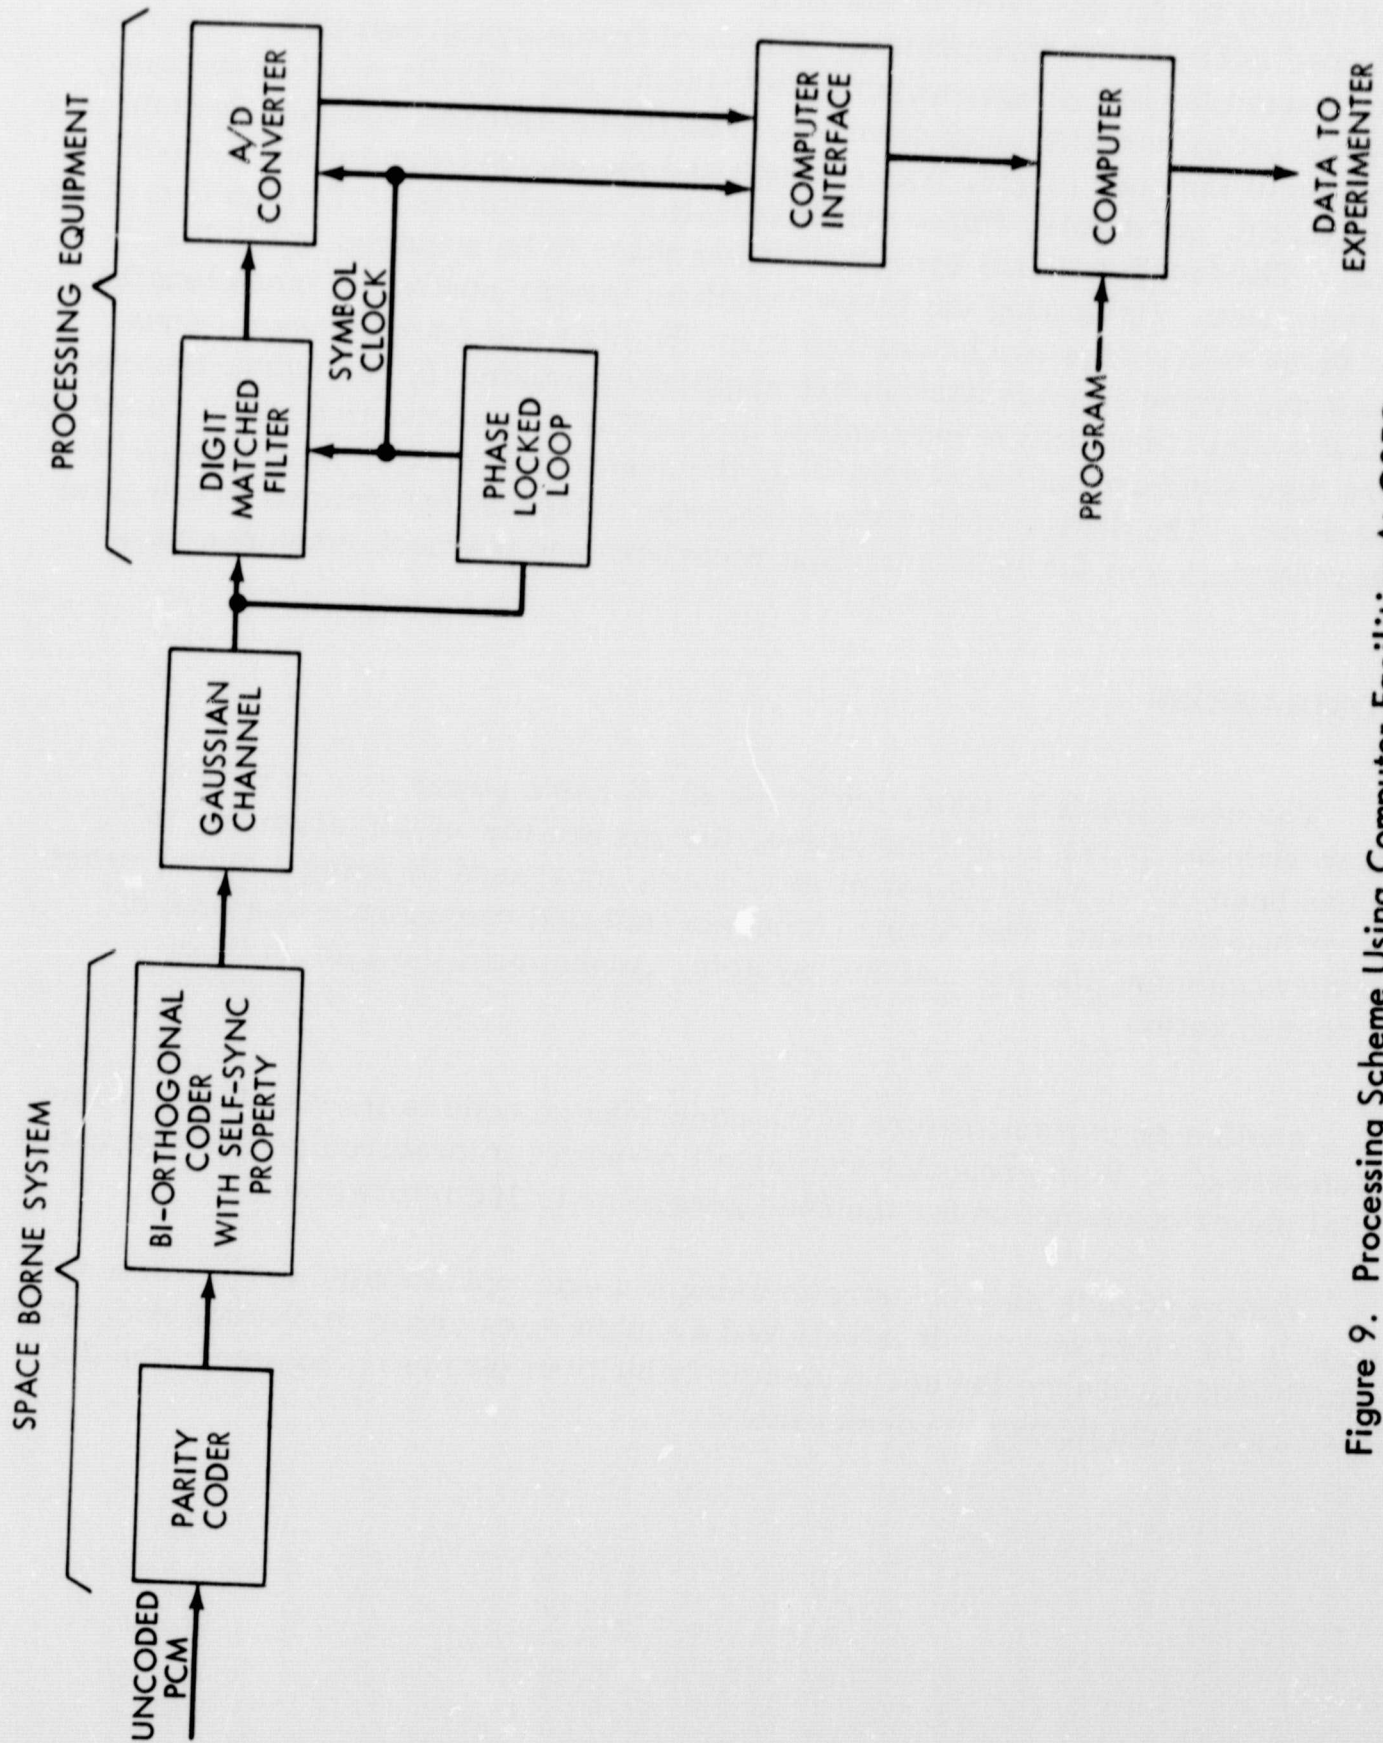 SPACE BORNE SYSTEM
PROCESSING EQUIPMENT
UNCODED
PCM
PARITY
CODER
BI-ORTHOGONAL
CODER
WITH SELF-SYNC
PROPERTY
GAUSSIAN
CHANNEL
DIGIT
MATCHED
FILTER
A/D
CONVERTER
SYMBOL
CLOCK
PHASE
LOCKED
LOOP
COMPUTER
INTERFACE
PROGRAM
COMPUTER
DATA TO
EXPERIMENTER
Figure 9. Processing Scheme Using Computer